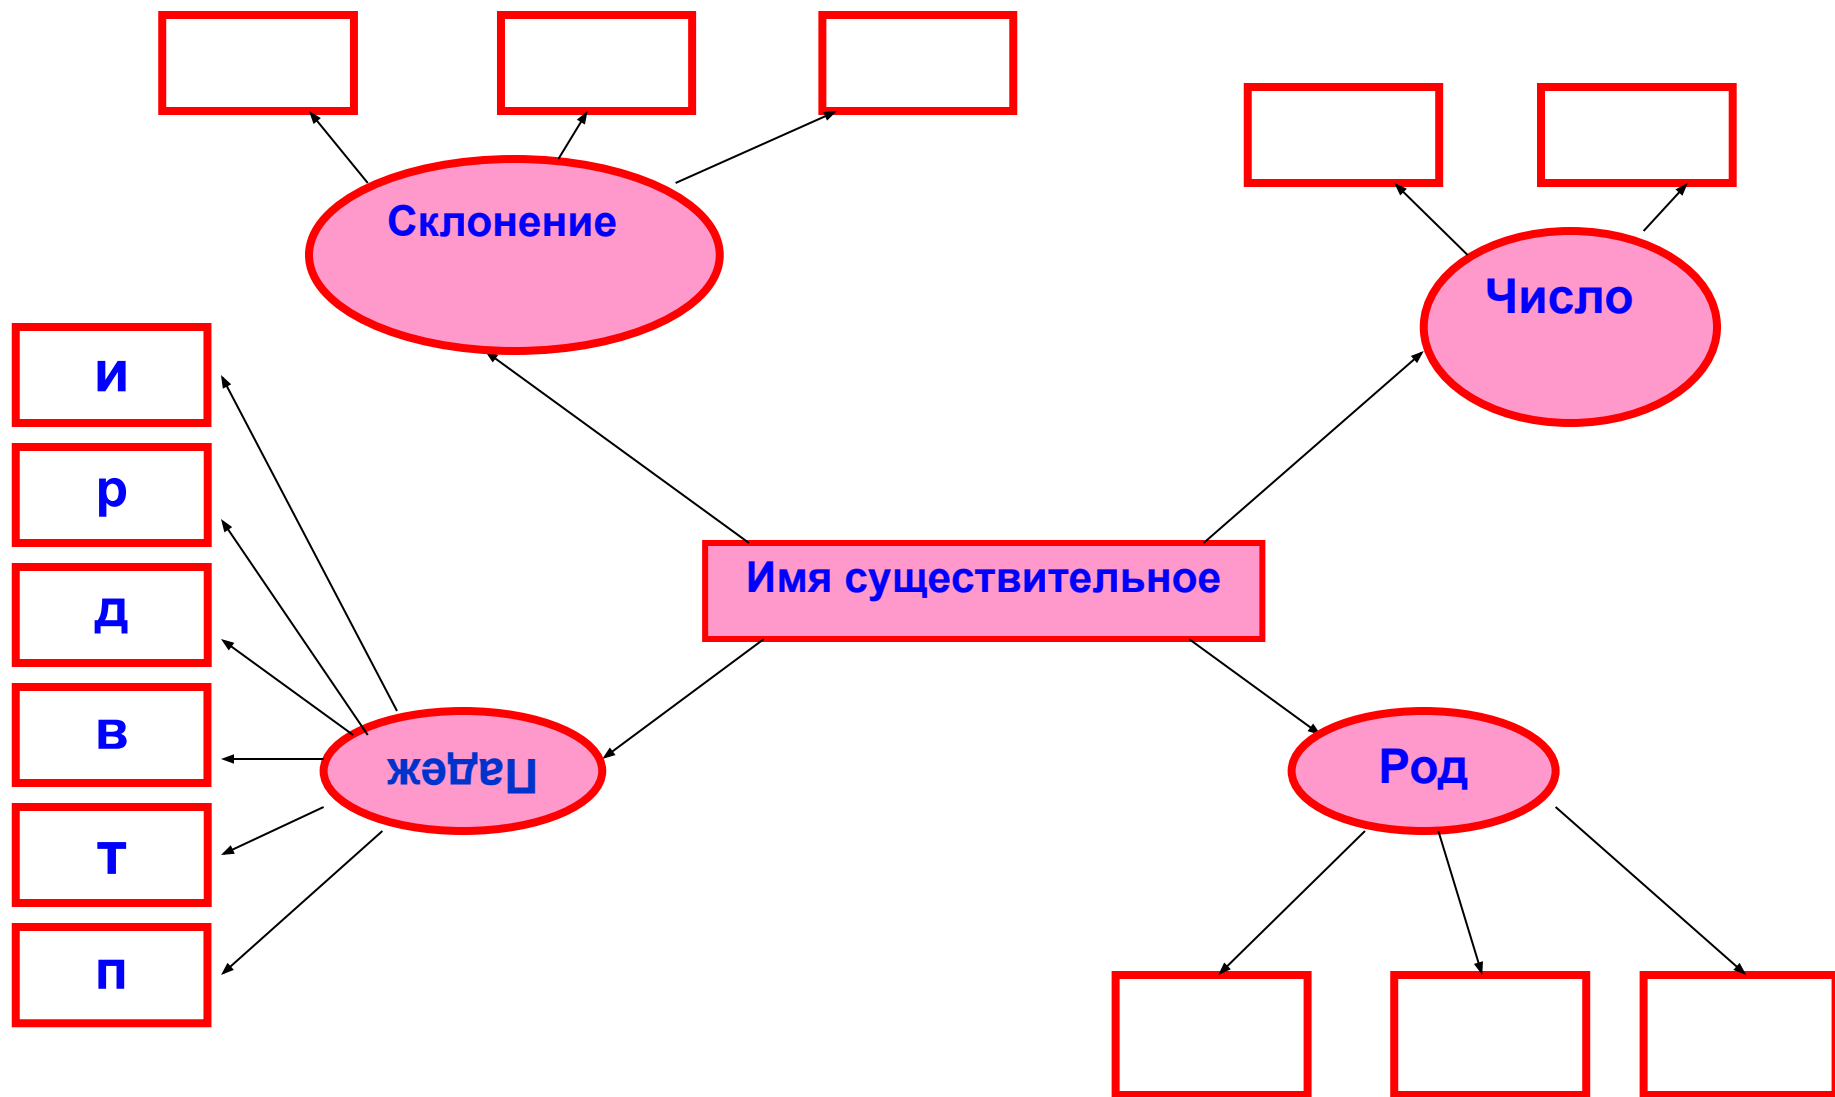 Склонение
Число
и
р
д
в
т
п
Имя существительное
Падеж
Род